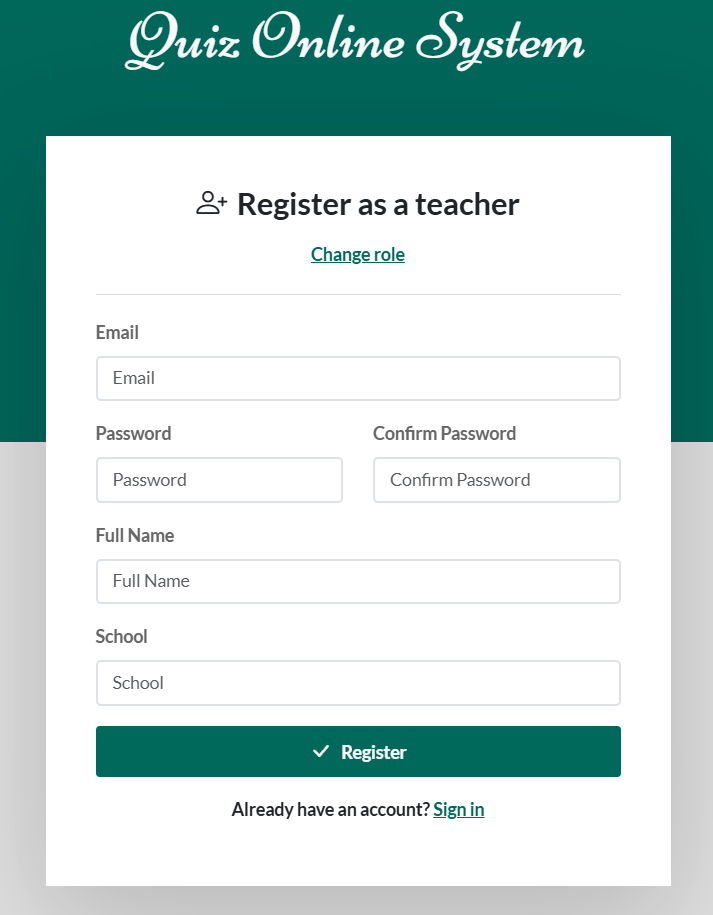 Quiz Online System
Register as a teacher
Change role
Email
Email
Password
Confirm Password
Password
Confirm Password
Full Name
Full Name
School
School
Register
Already have an account? Sign in